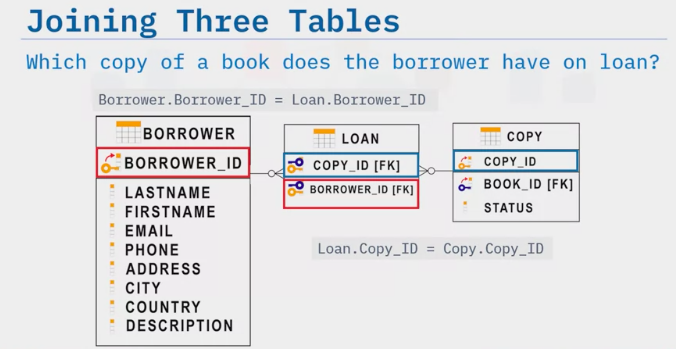 Joining Three Tables
Which copy of a book does the borrower have on loan?
Borrower.Borrower_ID = Loan.Borrower_ID
BORROWER
BORROWER_ID
LASTNAME
FIRSTNAME
EMAIL
PHONE
ADDRESS
CITY
COUNTRY
DESCRIPTION
LOAN
COPY_ID [FK]
BORROWER_ID [FK]
COPY
COPY_ID
BOOK_ID [FK]
STATUS
Loan.Copy_ID = Copy.Copy_ID